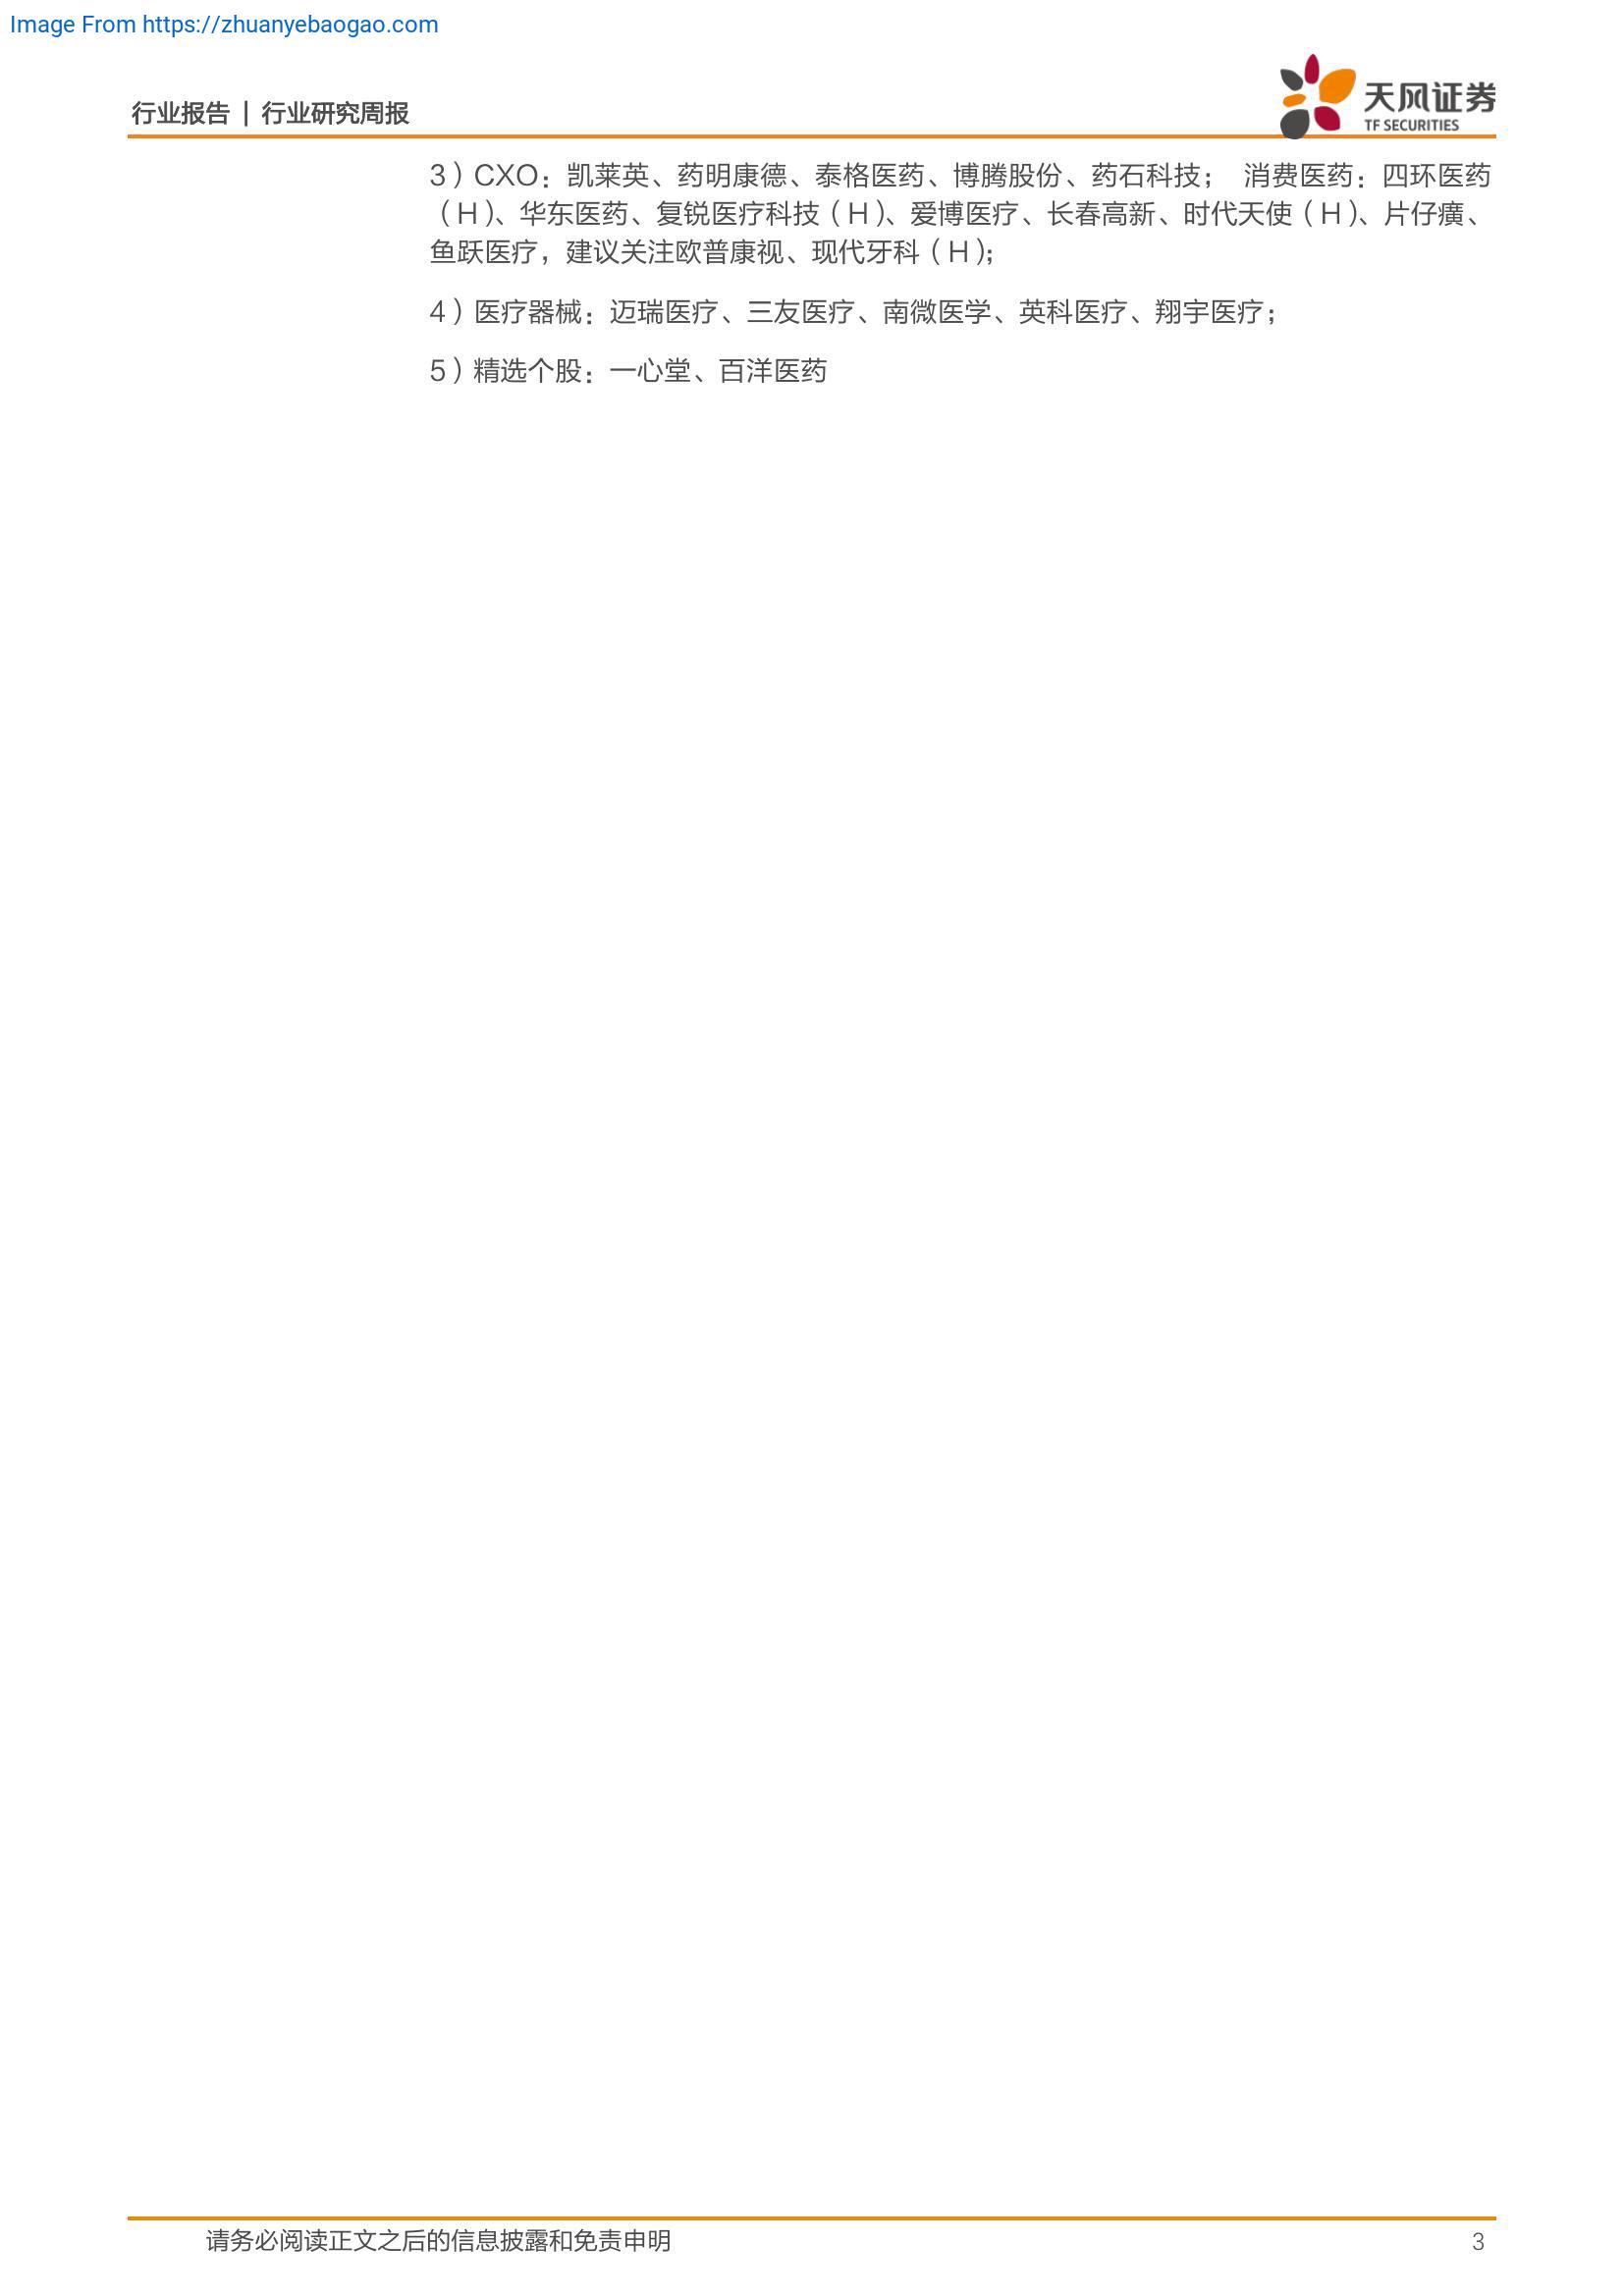 Image From https://zhuanyebaogao.com
行业报告 | 行业研究周报
天风证券
TF SECURITIES
3）CXO：凯莱英、药明康德、泰格医药、博腾股份、药石科技； 消费医药：四环医药
（H）、华东医药、复锐医疗科技（H）、爱博医疗、长春高新、时代天使（H）、片仔癀、
鱼跃医疗，建议关注欧普康视、现代牙科（H）；
4）医疗器械：迈瑞医疗、三友医疗、南微医学、英科医疗、翔宇医疗；
5）精选个股：一心堂、百洋医药
请务必阅读正文之后的信息披露和免责申明
3